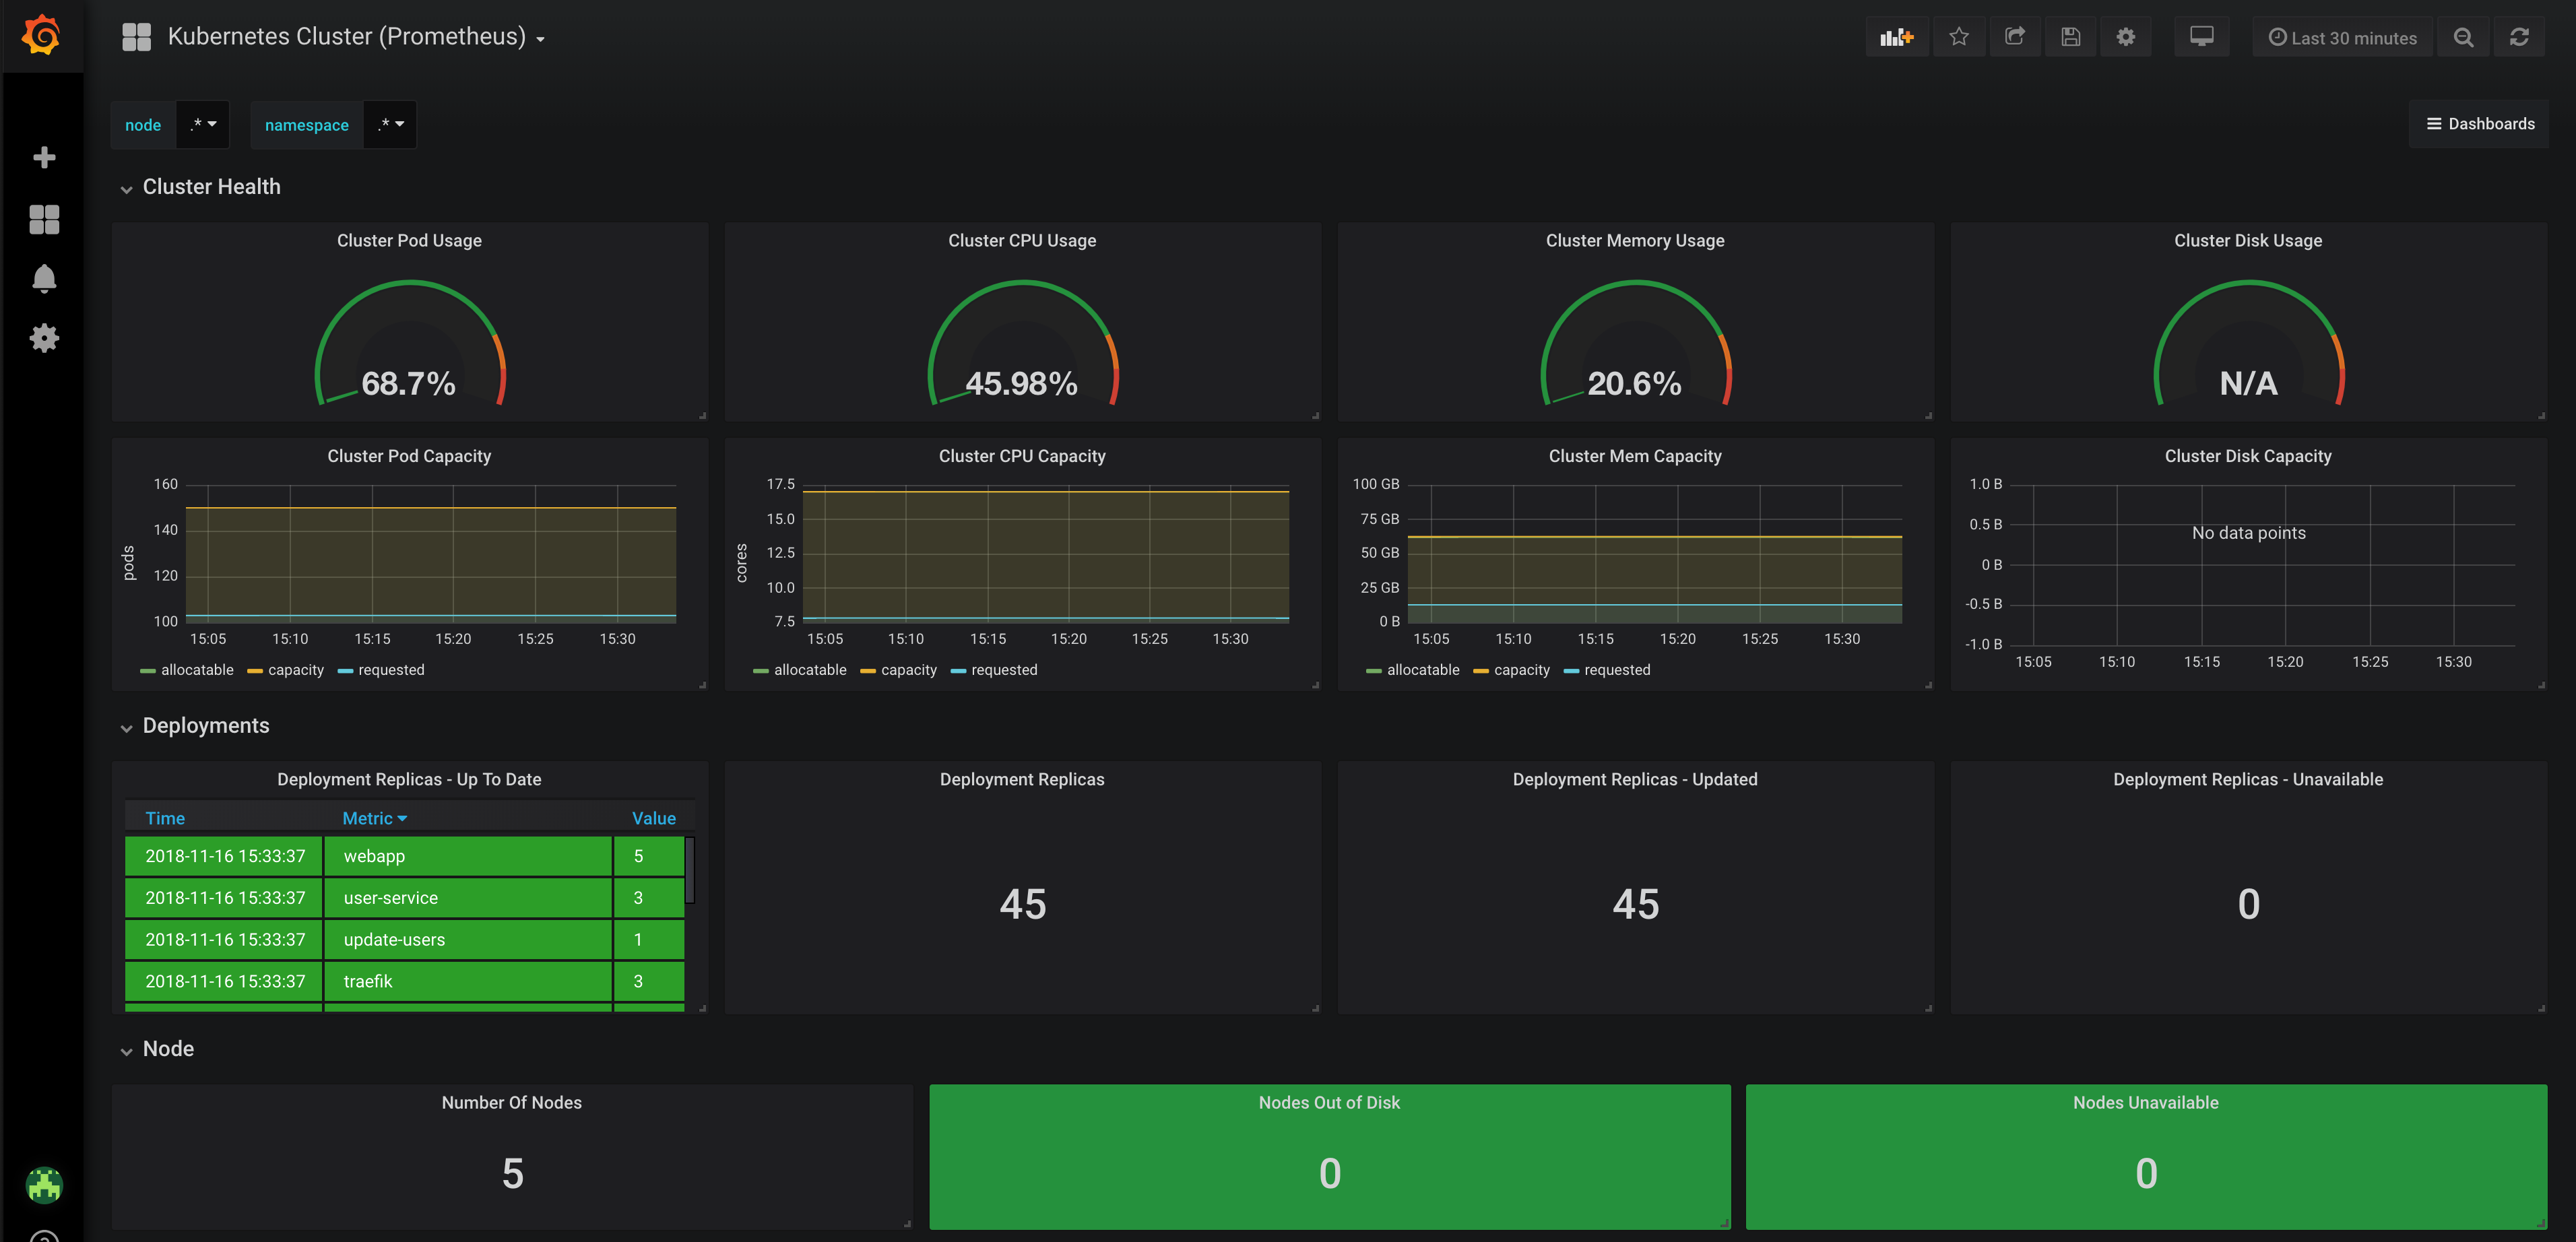 Kubernetes Cluster (Prometheus)
Last 30 minutes
node .* namespace .*
Dashboards
Cluster Health
Cluster Pod Usage
68.7%
Cluster CPU Usage
45.98%
Cluster Memory Usage
20.6%
Cluster Disk Usage
N/A
Cluster Pod Capacity
pods
160
140
120
100
15:05 15:10 15:15 15:20 15:25 15:30
allocatable capacity requested
Cluster CPU Capacity
cores
17.5
15.0
12.5
10.0
7.5
15:05 15:10 15:15 15:20 15:25 15:30
allocatable capacity requested
Cluster Mem Capacity
100 GB
75 GB
50 GB
25 GB
0 B
15:05 15:10 15:15 15:20 15:25 15:30
allocatable capacity requested
Cluster Disk Capacity
1.0 B
0.5 B
No data points
0 B
-0.5 B
-1.0 B
15:05 15:10 15:15 15:20 15:25 15:30
Deployments
Deployment Replicas - Up To Date
Time Metric Value
2018-11-16 15:33:37 webapp 5
2018-11-16 15:33:37 user-service 3
2018-11-16 15:33:37 update-users 1
2018-11-16 15:33:37 traefik 3
Deployment Replicas
45
Deployment Replicas - Updated
45
Deployment Replicas - Unavailable
0
Node
Number Of Nodes
5
Nodes Out of Disk
0
Nodes Unavailable
0